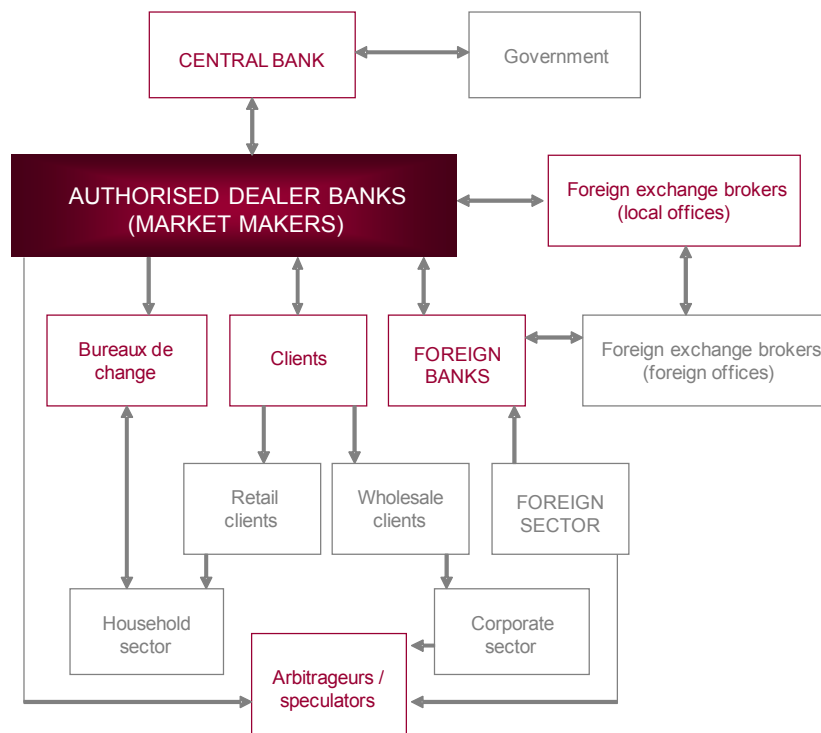 CENTRAL BANK
Government
AUTHORISED DEALER BANKS
(MARKET MAKERS)
Foreign exchange brokers
(local offices)
Bureaux de
change
Clients
FOREIGN
BANKS
Foreign exchange brokers
(foreign offices)
Retail
clients
Wholesale
clients
FOREIGN
SECTOR
Household
sector
Corporate
sector
Arbitrageurs /
speculators